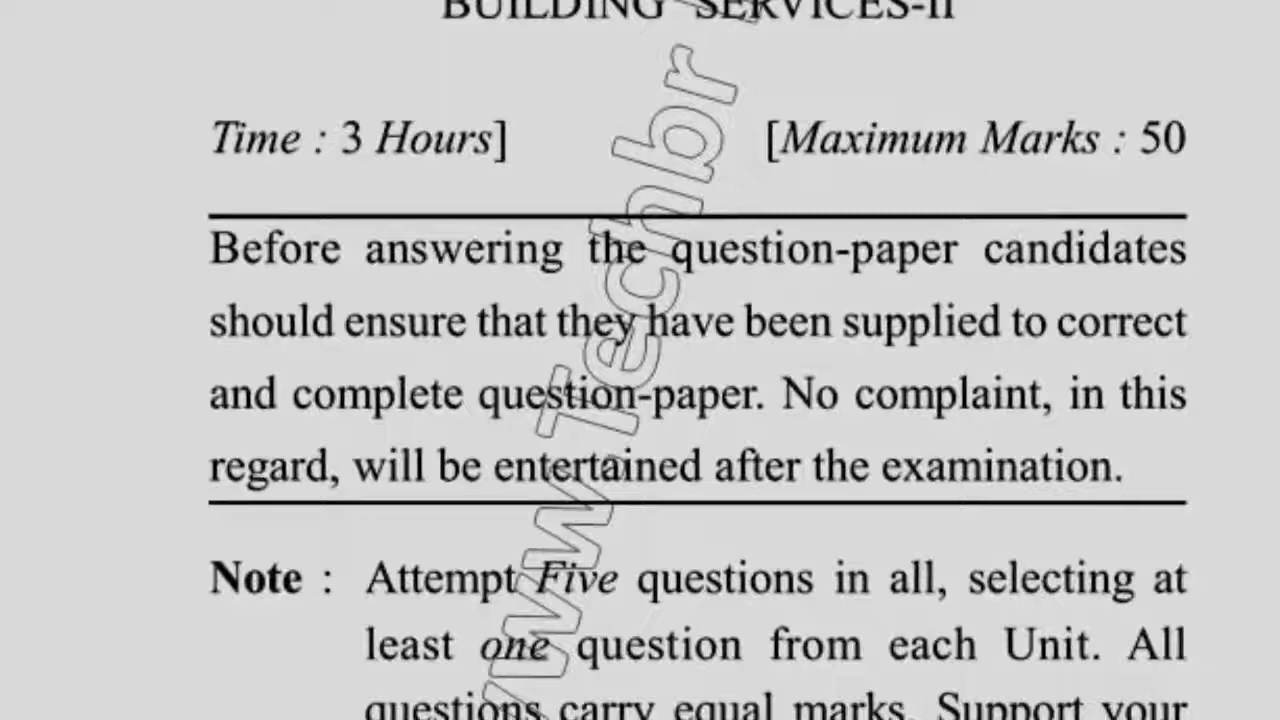 BUILDING SERVICES-II
Time : 3 Hours]
[Maximum Marks : 50
Before answering the question-paper candidates
should ensure that they have been supplied to correct
and complete question-paper. No complaint, in this
regard, will be entertained after the examination.
Note : Attempt Five questions in all, selecting at
least one question from each Unit. All
questions carry equal marks. Support your
www.Techbr